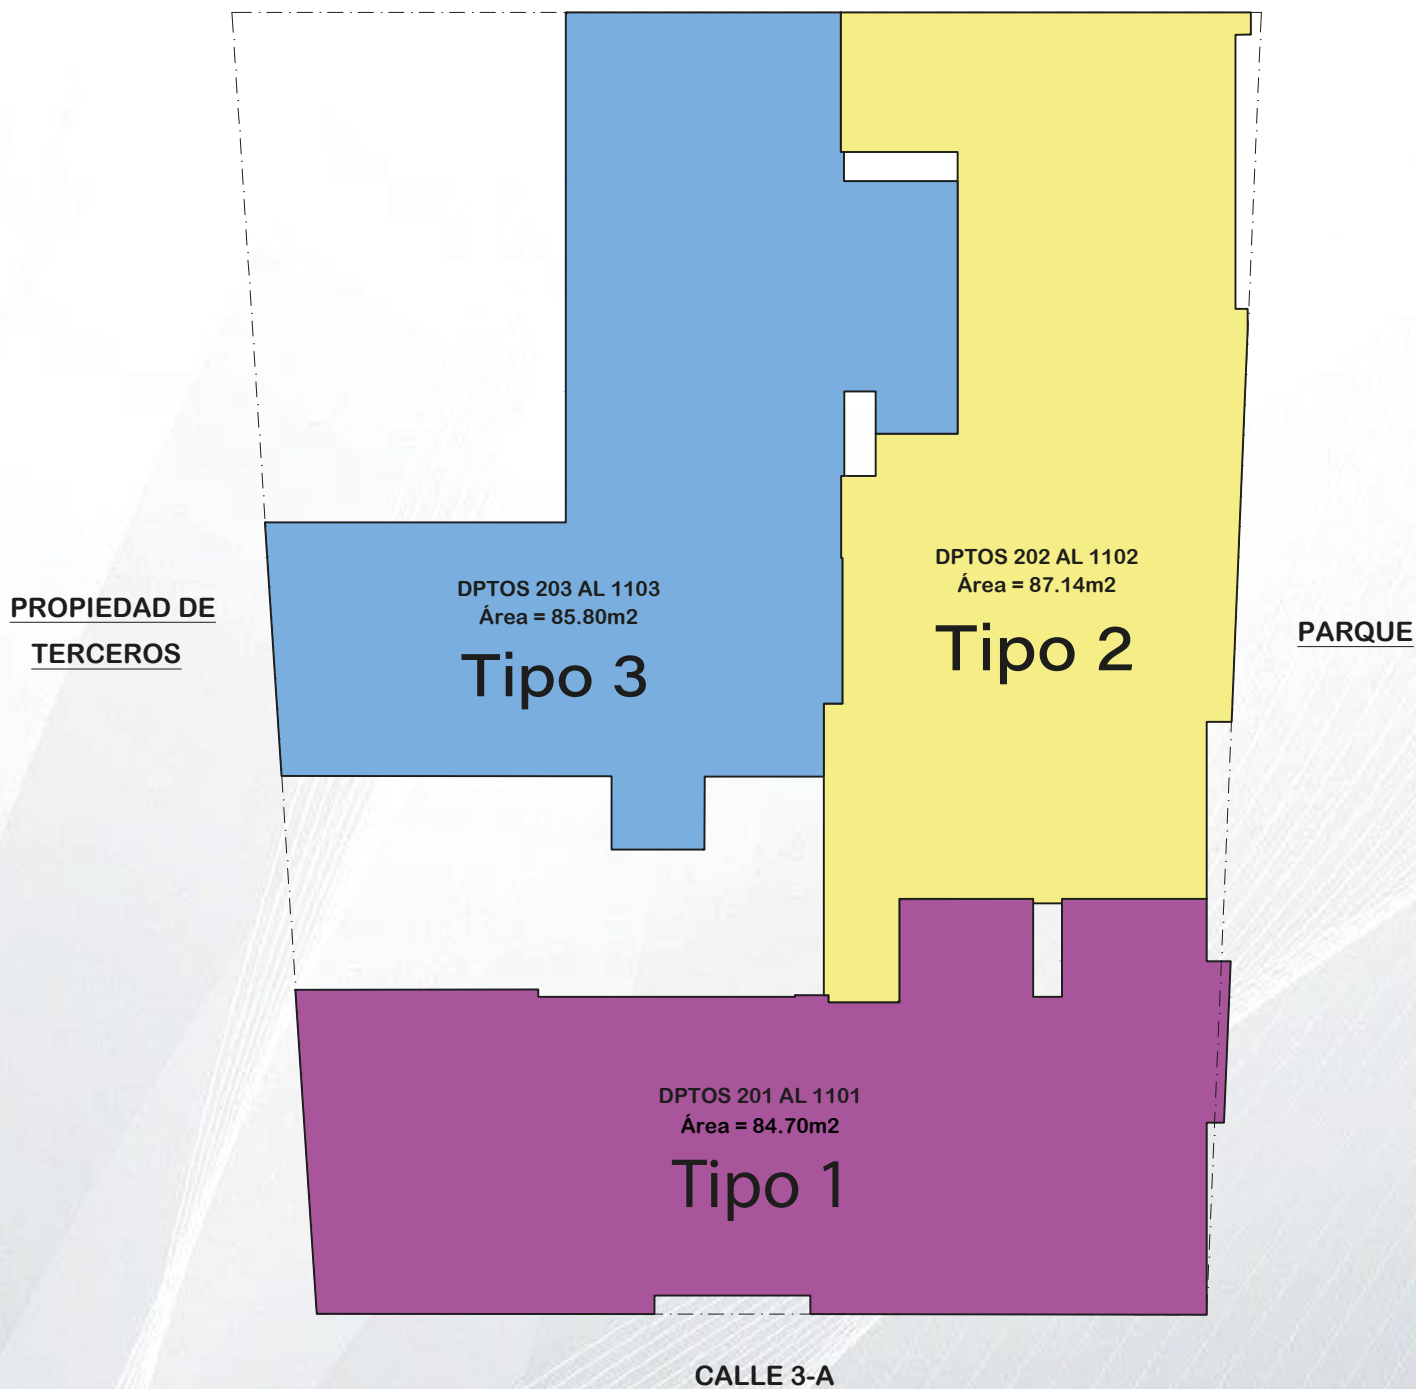 PROPIEDAD DE
TERCEROS
DPTOS 203 AL 1103
Área = 85.80m2
Tipo 3
DPTOS 202 AL 1102
Área = 87.14m2
Tipo 2
PARQUE
DPTOS 201 AL 1101
Área = 84.70m2
Tipo 1
CALLE 3-A